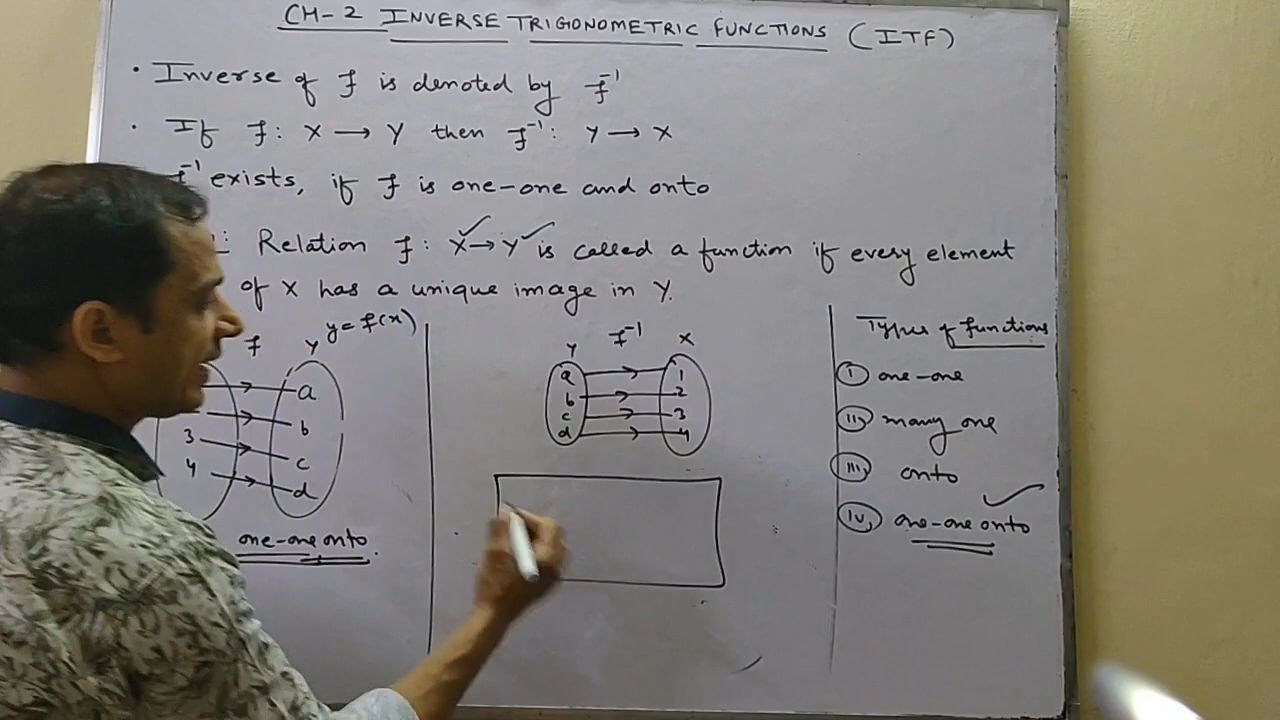 CH-2 INVERSE TRIGONOMETRIC FUNCTIONS (ITF)
• Inverse of f is denoted by f⁻¹
• If f: X → Y then f⁻¹: Y → X
f⁻¹ exists, if f is one-one and onto
: Relation f: X → Y is called a function if every element
of X has a unique image in Y.
f Y y = f(x)
a
b
3 c
4 d
one-one onto.
Y f⁻¹ X
a 1
b 2
c 3
d 4
Types of functions
(i) one-one
(ii) many one
(iii) onto
(iv) one-one onto